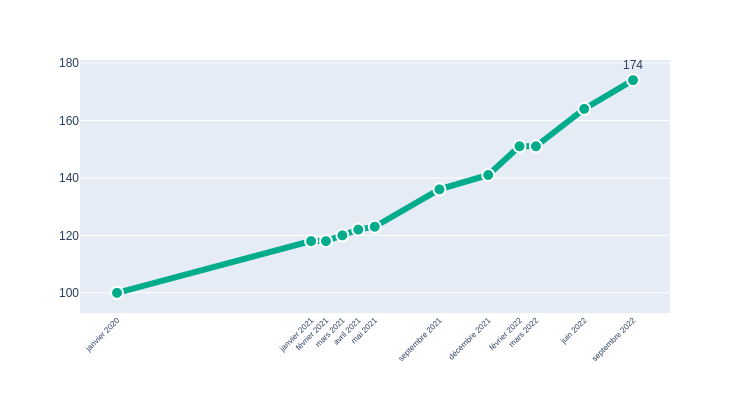 180
174
160
140
120
100
janvier 2020
janvier 2021
février 2021
mars 2021
avril 2021
mai 2021
septembre 2021
décembre 2021
février 2022
mars 2022
juin 2022
septembre 2022